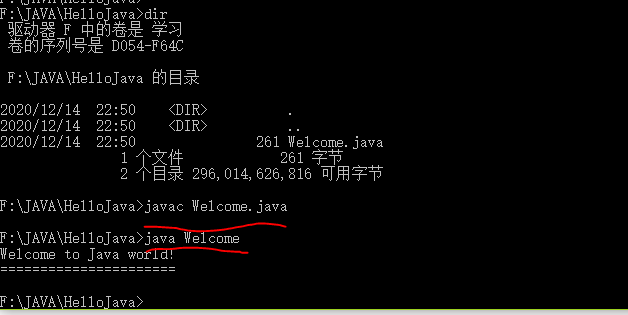 F:\JAVA\HelloJava>dir
驱动器 F 中的卷是 学习
卷的序列号是 D054-F64C
F:\JAVA\HelloJava 的目录
2020/12/14  22:50    <DIR>          .
2020/12/14  22:50    <DIR>          ..
2020/12/14  22:50               261 Welcome.java
1 个文件            261 字节
2 个目录 296,014,626,816 可用字节
F:\JAVA\HelloJava>javac Welcome.java
F:\JAVA\HelloJava>java Welcome
Welcome to Java world!
======================
F:\JAVA\HelloJava>